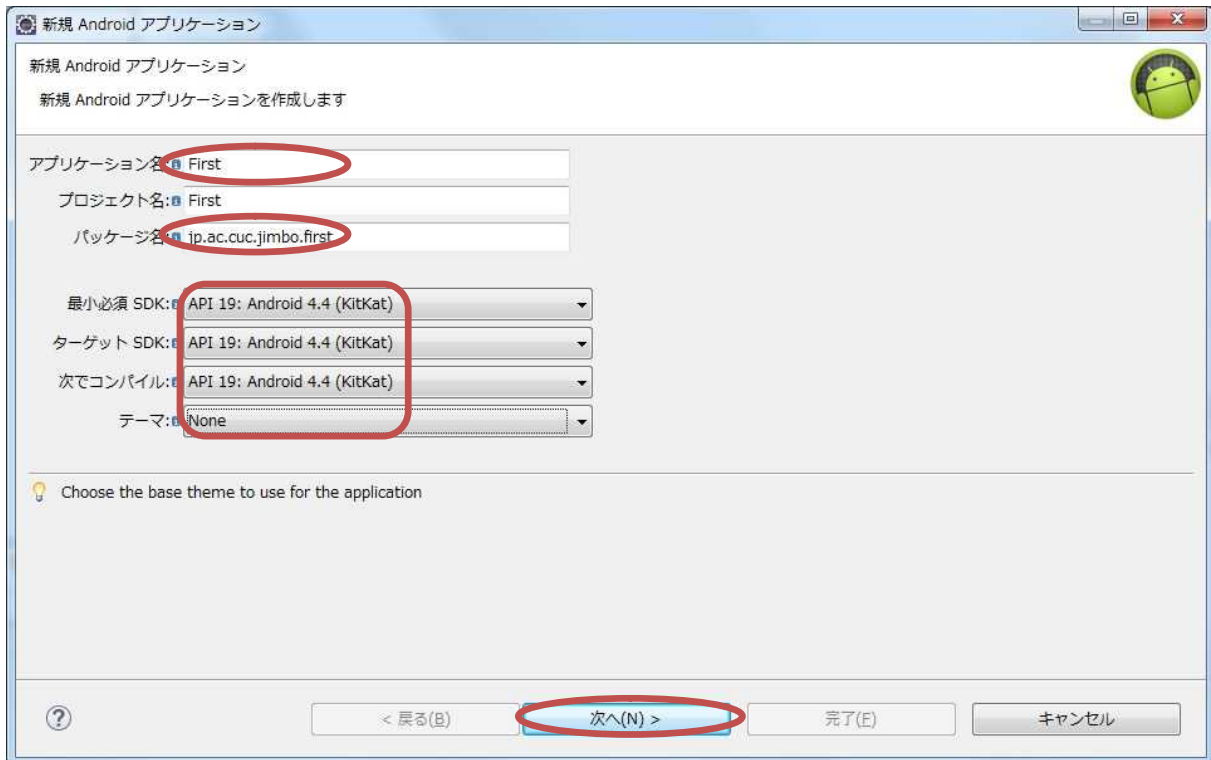 新規 Android アプリケーション
新規 Android アプリケーション
新規 Android アプリケーションを作成します
アプリケーション名: First
プロジェクト名: First
パッケージ名: jp.ac.cuc.jimbo.first
最小必須 SDK: API 19: Android 4.4 (KitKat)
ターゲット SDK: API 19: Android 4.4 (KitKat)
次でコンパイル: API 19: Android 4.4 (KitKat)
テーマ: None
Choose the base theme to use for the application
< 戻る(B) 次へ(N) > 完了(F) キャンセル